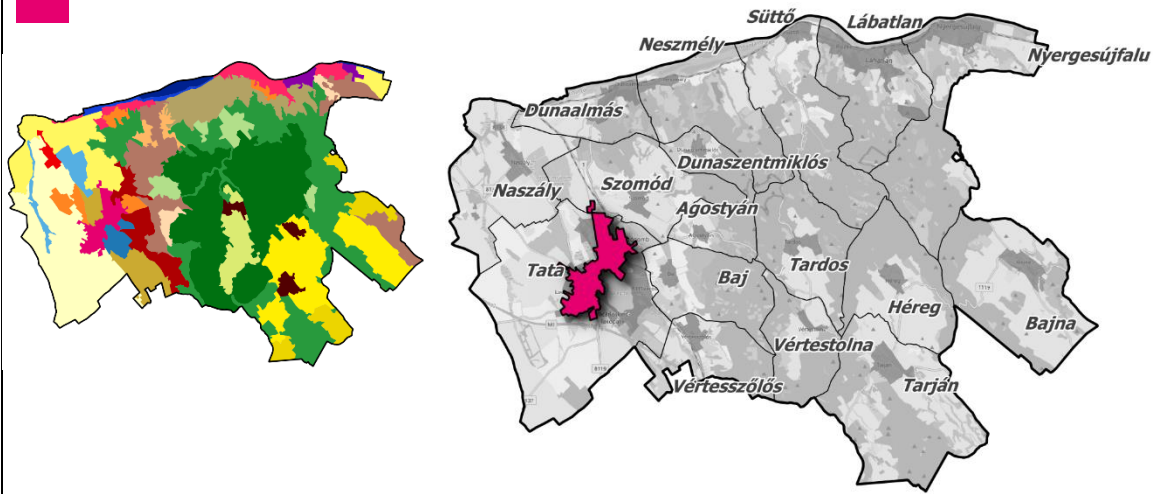 Süttő
Lábatlan
Neszmély
Nyergesújfalu
Dunaalmás
Dunaszentmiklós
Naszály
Szomód
Agostyán
Tata
Baj
Tardos
Héreg
Bajna
Vértestolna
Vértesszőlős
Tarján